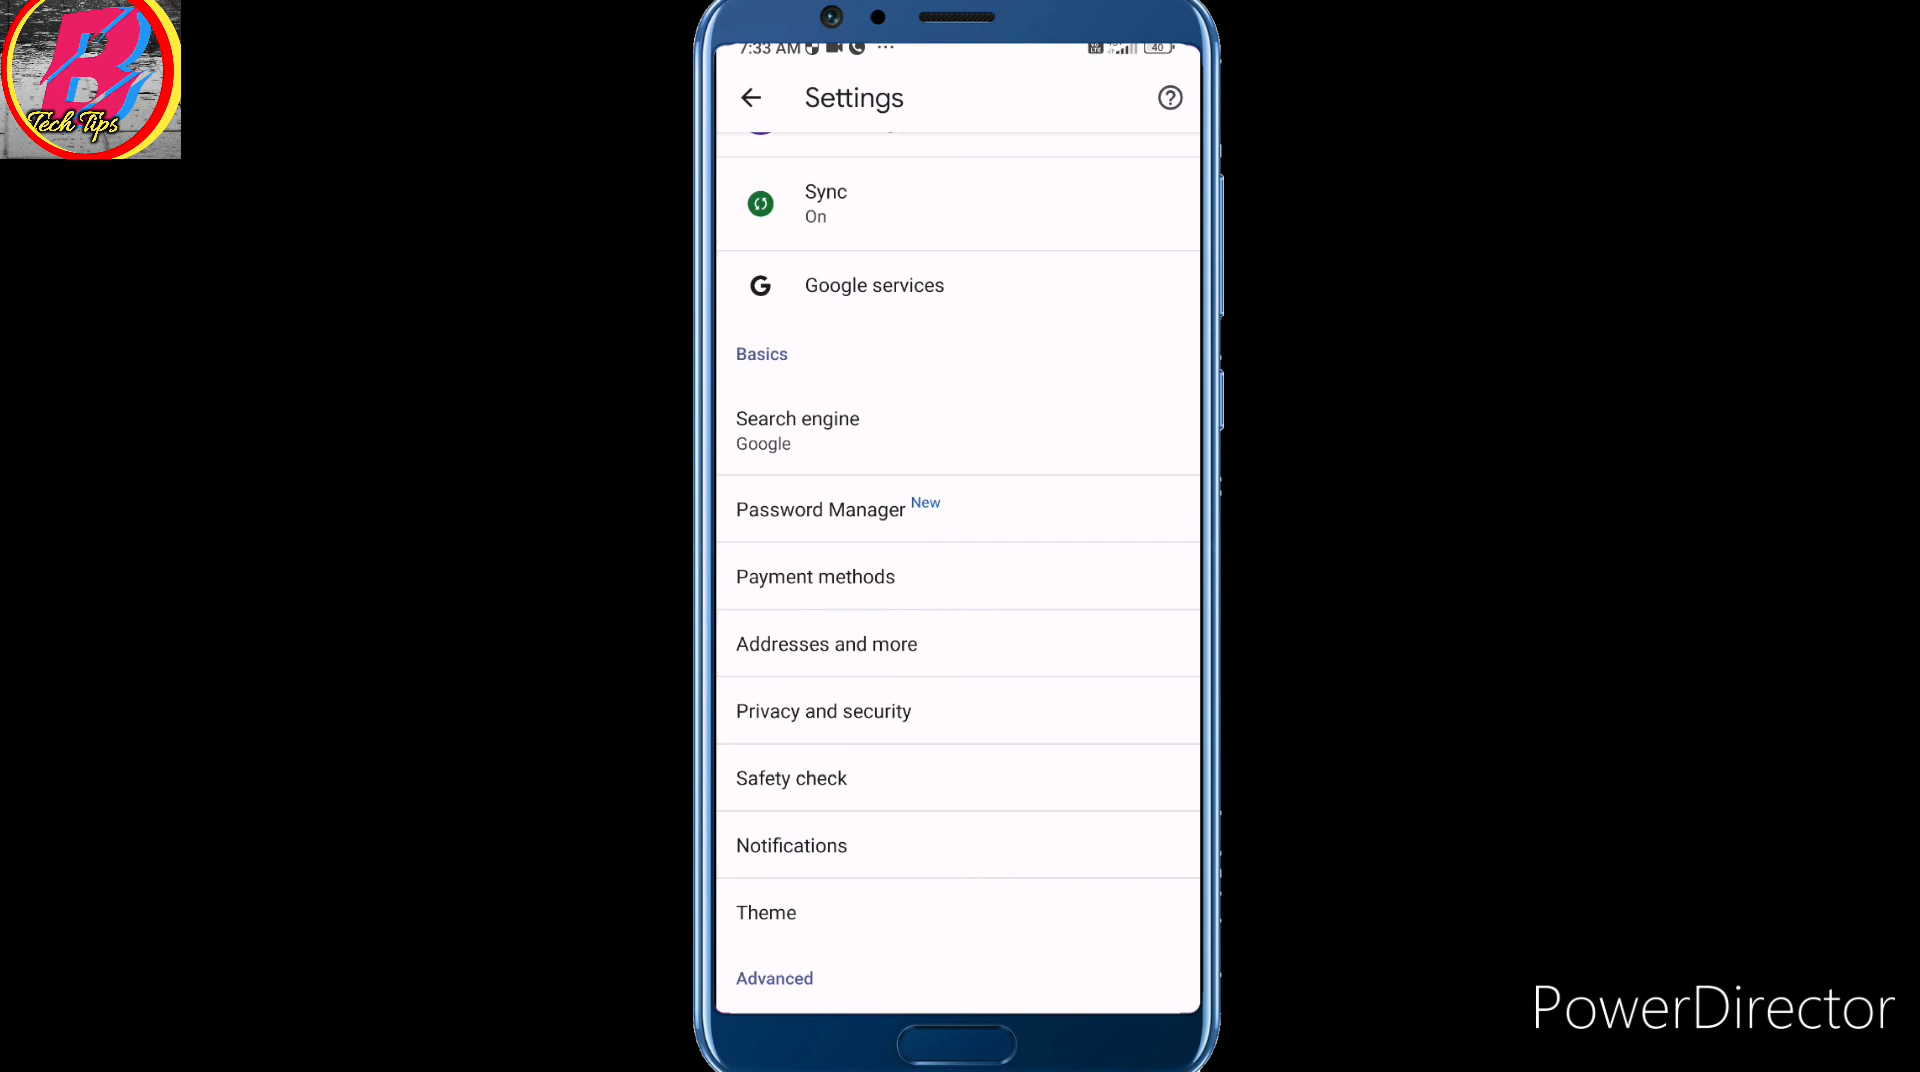 Tech Tips
7:33 AM
40
Settings
Sync
On
Google services
Basics
Search engine
Google
Password Manager New
Payment methods
Addresses and more
Privacy and security
Safety check
Notifications
Theme
Advanced
PowerDirector